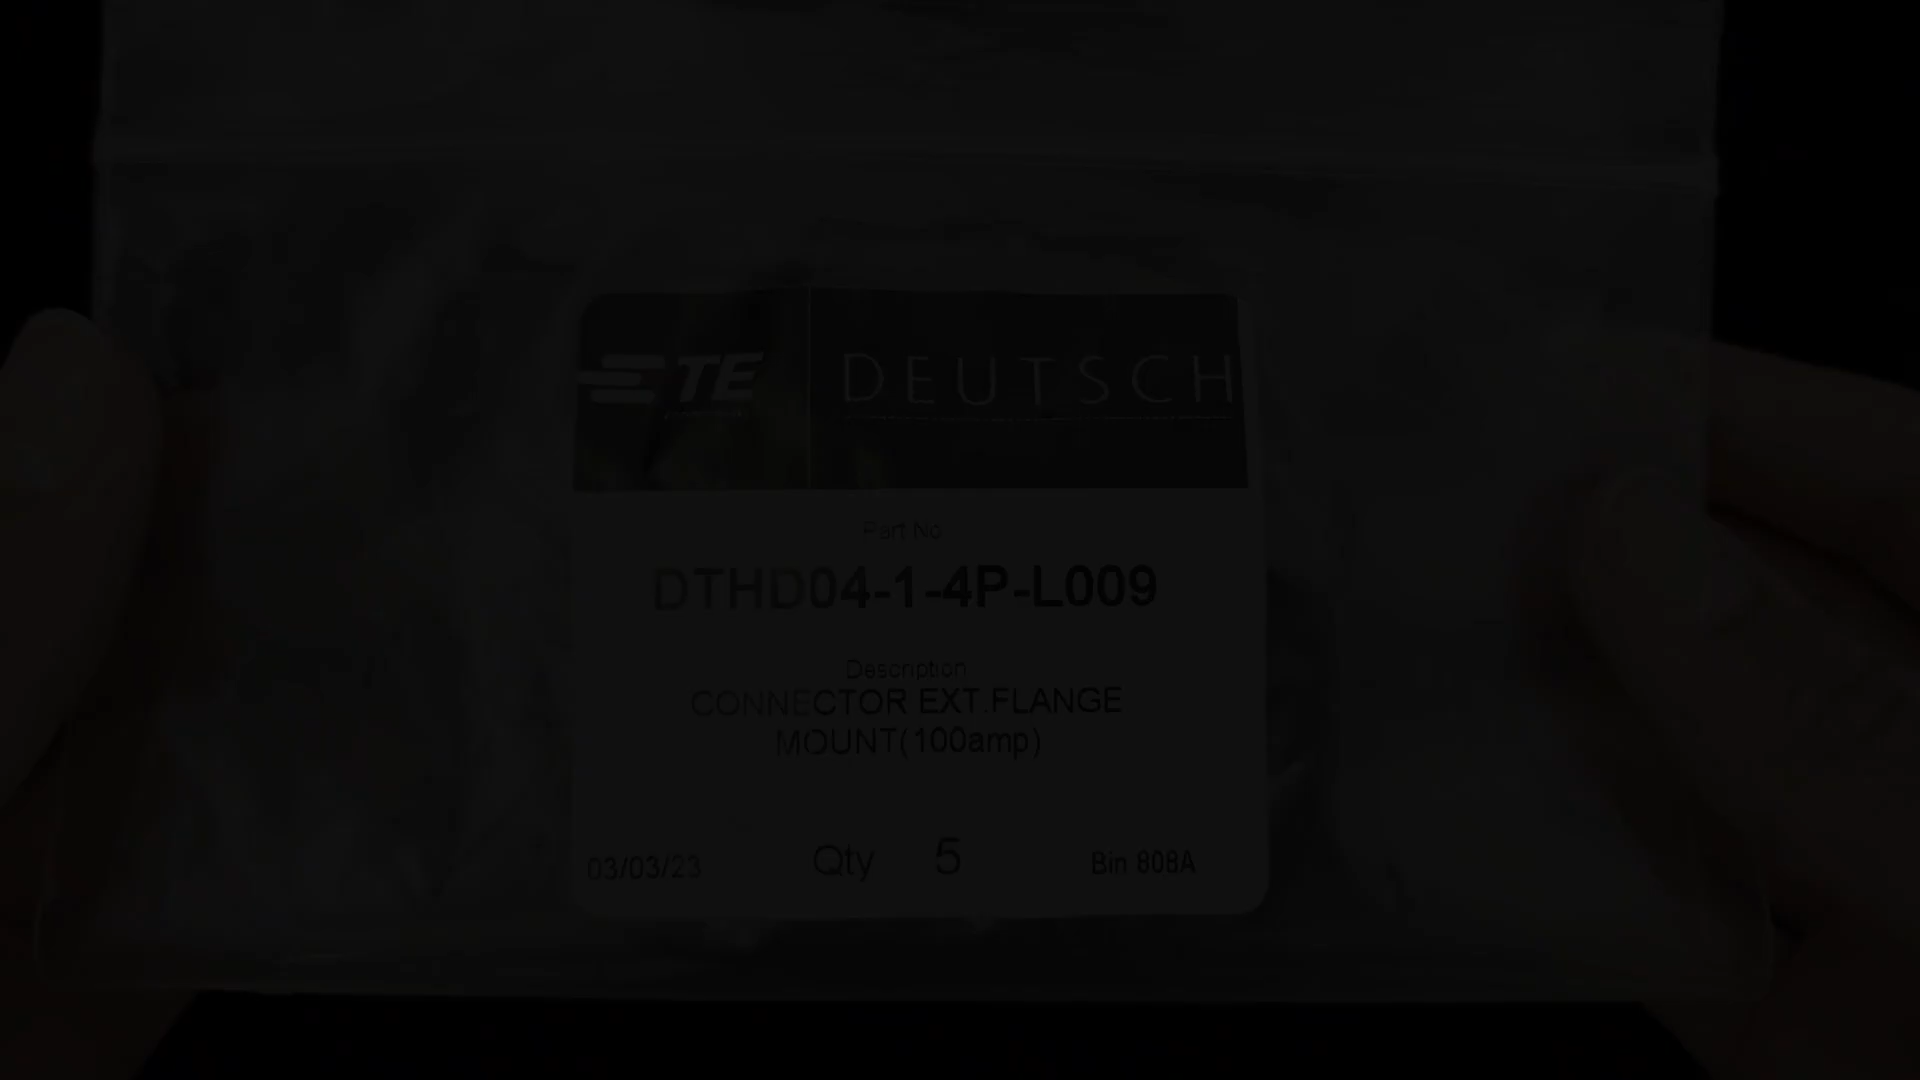 TE DEUTSCH
Part No
DTHD04-1-4P-L009
Description
CONNECTOR EXT.FLANGE
MOUNT(100amp)
03/03/23 Qty 5 Bin 808A